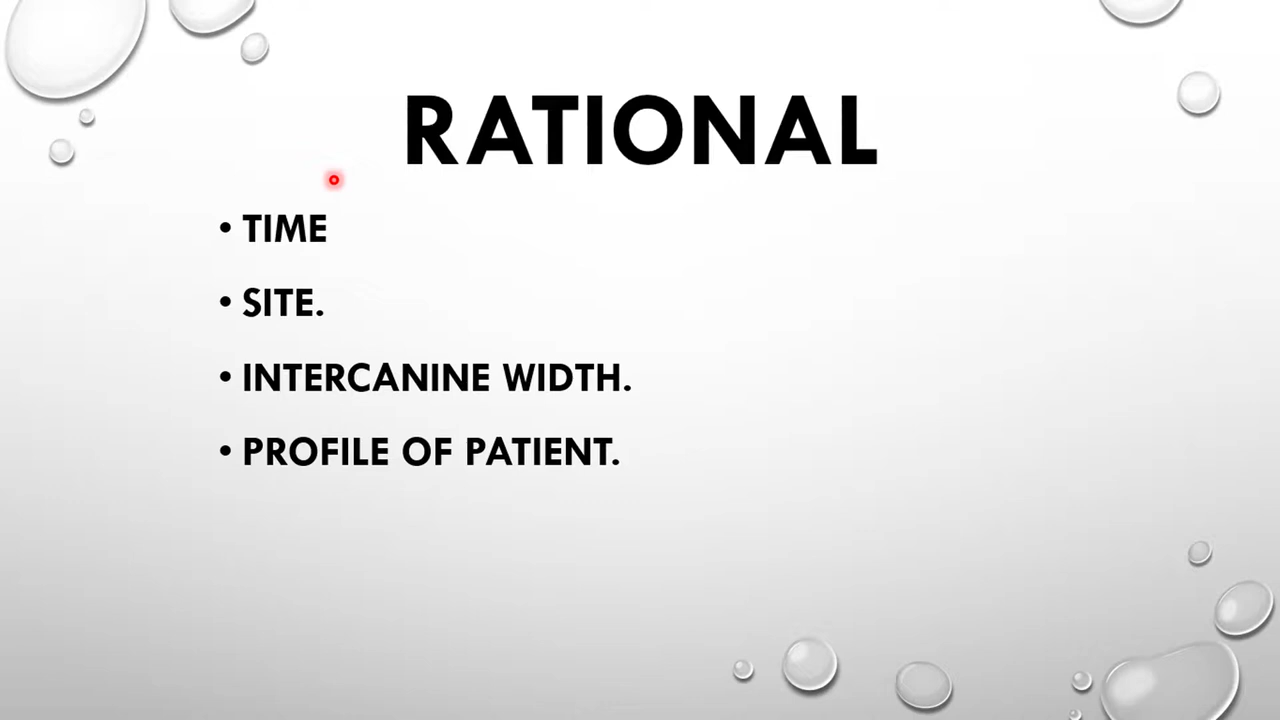 RATIONAL
• TIME
• SITE.
• INTERCANINE WIDTH.
• PROFILE OF PATIENT.